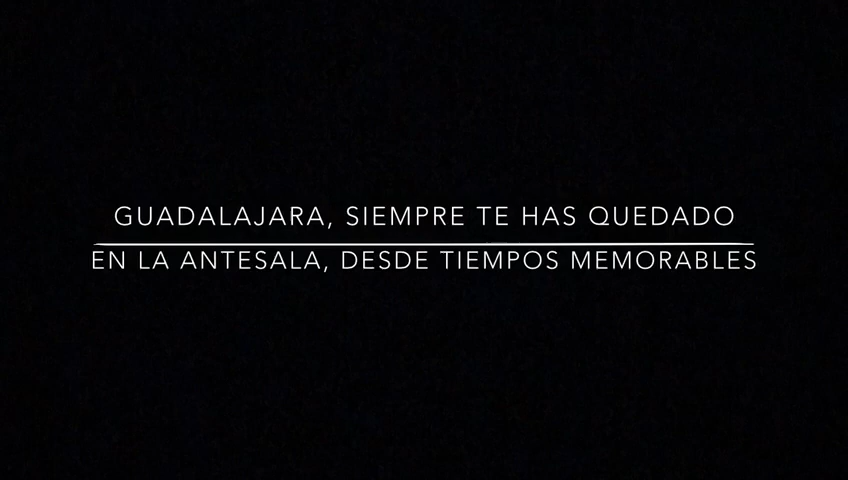 GUADALAJARA, SIEMPRE TE HAS QUEDADO
EN LA ANTESALA, DESDE TIEMPOS MEMORABLES